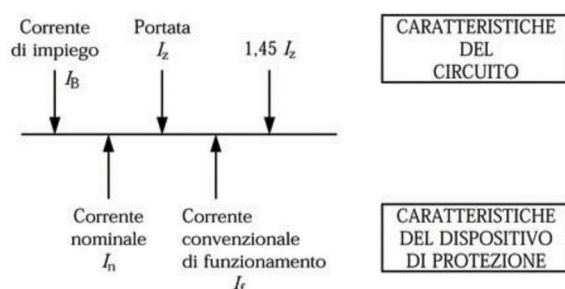 Corrente
di impiego
I_B
Portata
I_z
1,45 I_z
CARATTERISTICHE
DEL
CIRCUITO
Corrente
nominale
I_n
Corrente
convenzionale
di funzionamento
I_f
CARATTERISTICHE
DEL DISPOSITIVO
DI PROTEZIONE